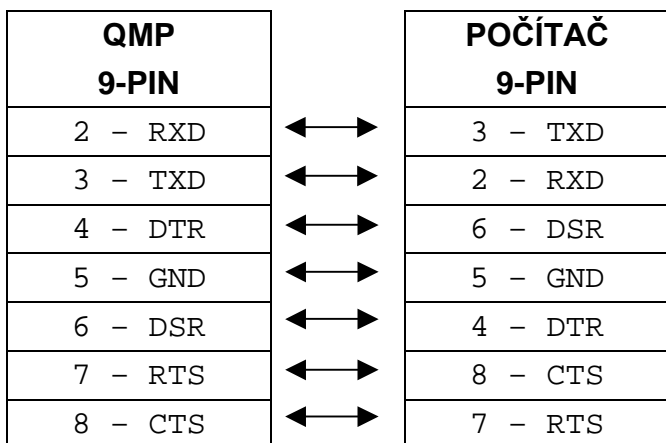 QMP
9-PIN
POČÍTAČ
9-PIN
2 – RXD
3 – TXD
3 – TXD
2 – RXD
4 – DTR
6 – DSR
5 – GND
5 – GND
6 – DSR
4 – DTR
7 – RTS
8 – CTS
8 – CTS
7 – RTS